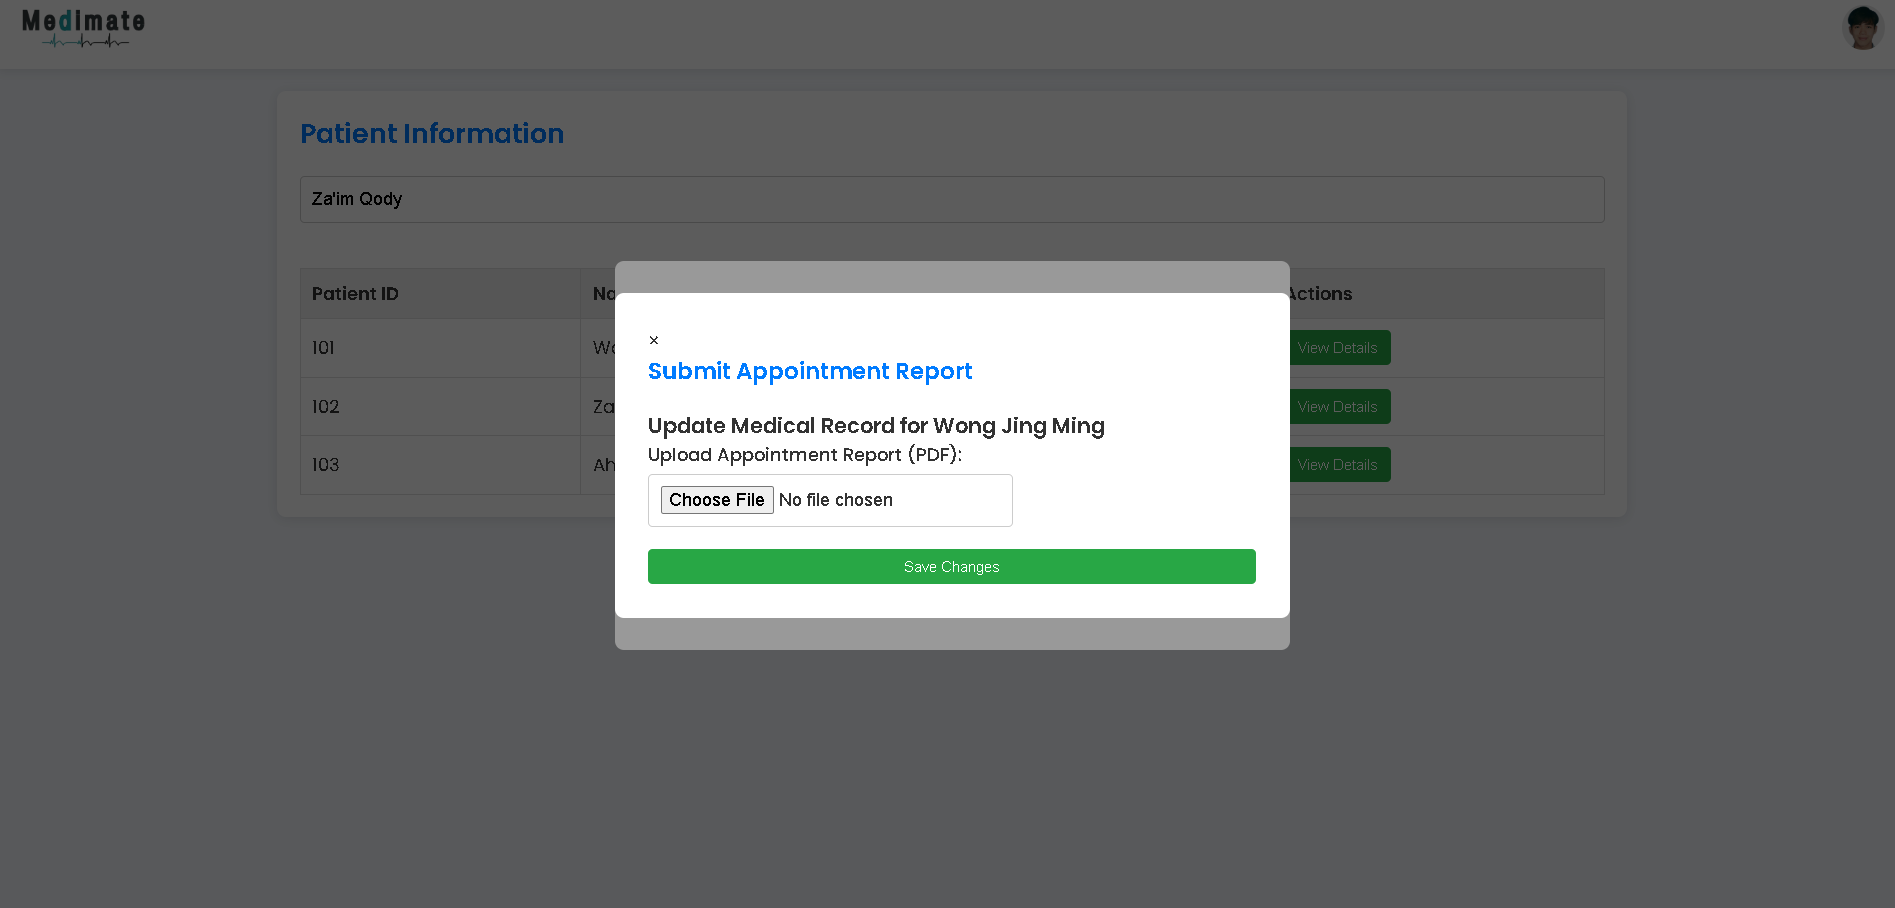 Medimate
Patient Information
Za'im Qody
Patient ID
Actions
101
View Details
102
Za
View Details
103
Ah
View Details
×
Submit Appointment Report
Update Medical Record for Wong Jing Ming
Upload Appointment Report (PDF):
Choose File No file chosen
Save Changes